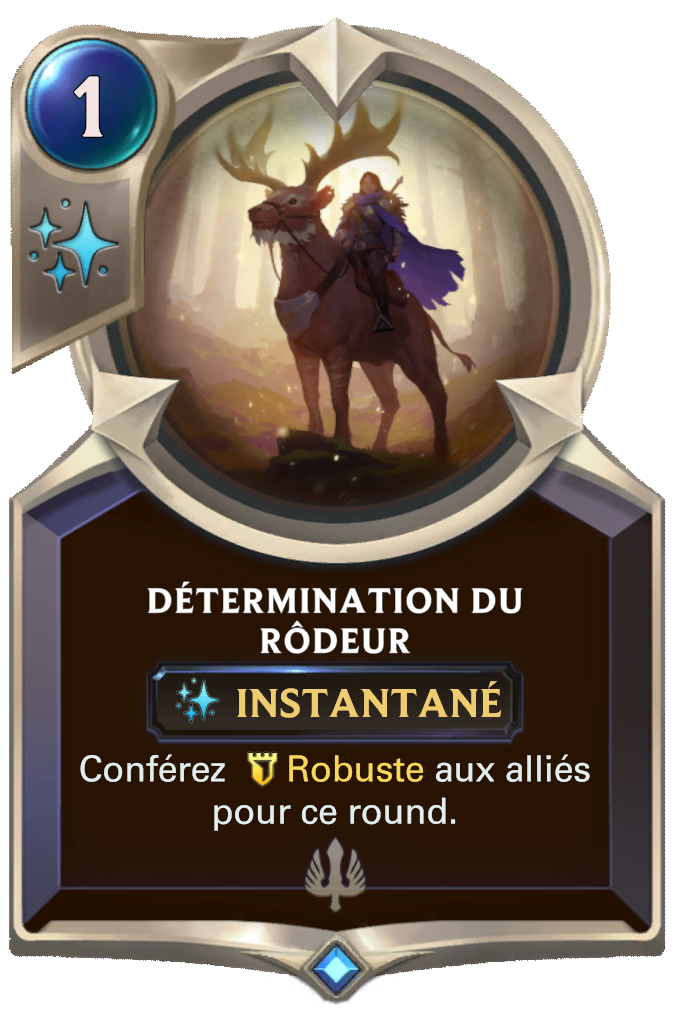 1
DÉTERMINATION DU
RÔDEUR
INSTANTANÉ
Conférez Robuste aux alliés
pour ce round.